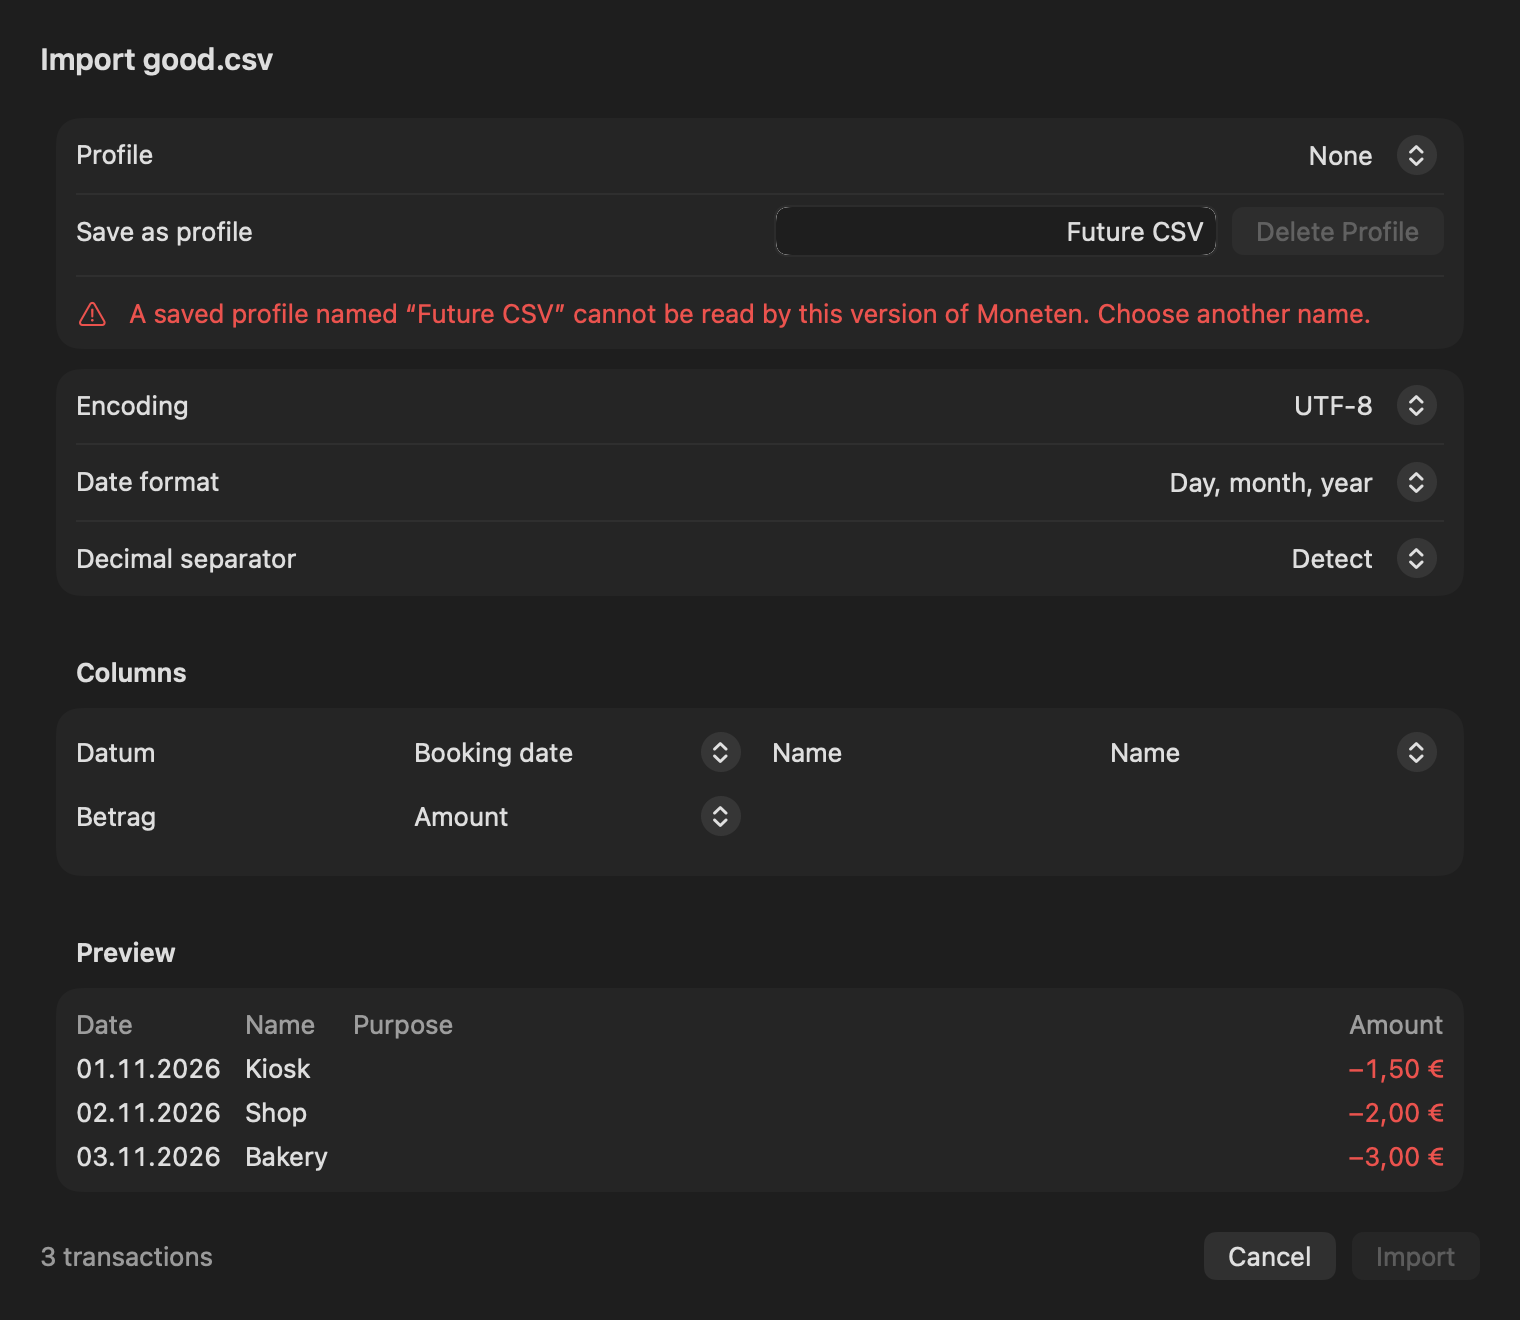 Import good.csv
Profile None
Save as profile Future CSV Delete Profile
A saved profile named “Future CSV” cannot be read by this version of Moneten. Choose another name.
Encoding UTF-8
Date format Day, month, year
Decimal separator Detect
Columns
Datum Booking date Name Name
Betrag Amount
Preview
Date Name Purpose Amount
01.11.2026 Kiosk −1,50 €
02.11.2026 Shop −2,00 €
03.11.2026 Bakery −3,00 €
3 transactions Cancel Import